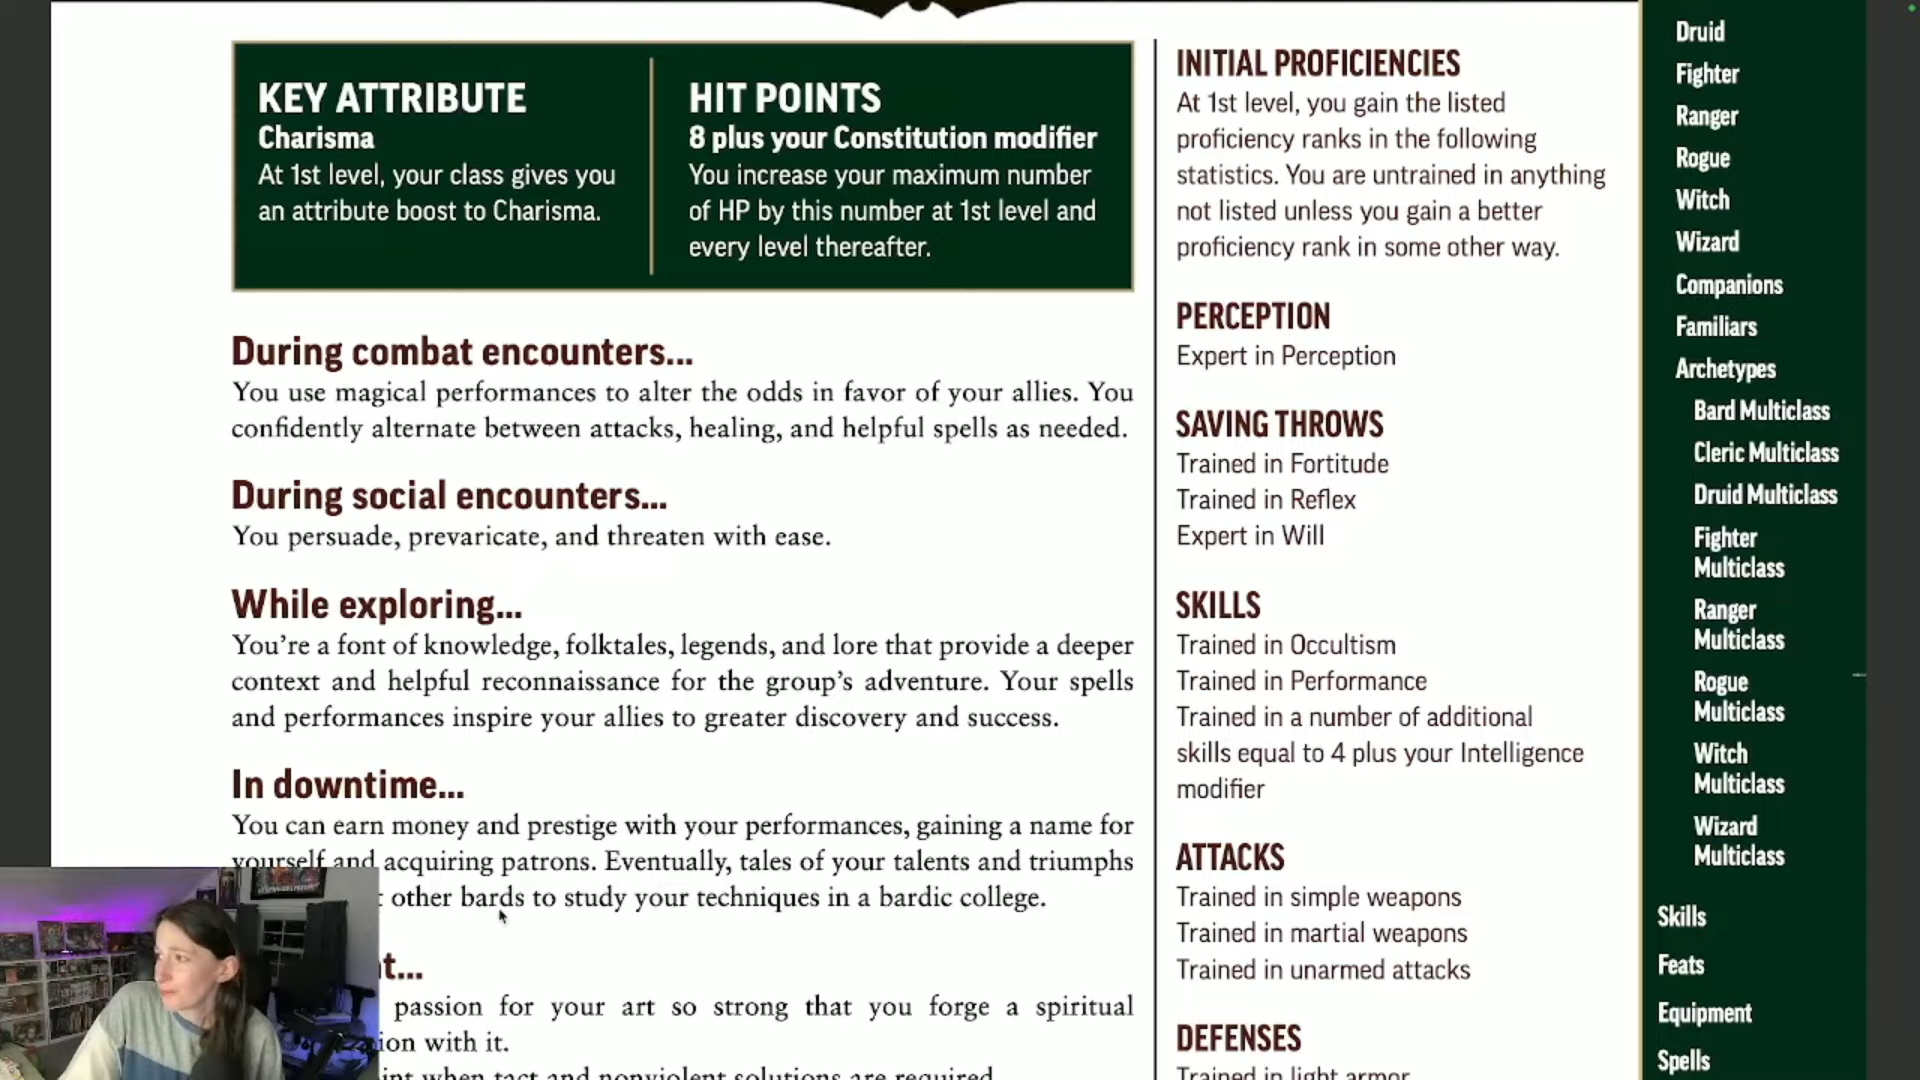 KEY ATTRIBUTE
Charisma
At 1st level, your class gives you
an attribute boost to Charisma.
HIT POINTS
8 plus your Constitution modifier
You increase your maximum number
of HP by this number at 1st level and
every level thereafter.
During combat encounters...
You use magical performances to alter the odds in favor of your allies. You
confidently alternate between attacks, healing, and helpful spells as needed.
During social encounters...
You persuade, prevaricate, and threaten with ease.
While exploring...
You’re a font of knowledge, folktales, legends, and lore that provide a deeper
context and helpful reconnaissance for the group’s adventure. Your spells
and performances inspire your allies to greater discovery and success.
In downtime...
You can earn money and prestige with your performances, gaining a name for
yourself and acquiring patrons. Eventually, tales of your talents and triumphs
other bards to study your techniques in a bardic college.
passion for your art so strong that you forge a spiritual
with it.
when tact and nonviolent solutions are required.
INITIAL PROFICIENCIES
At 1st level, you gain the listed
proficiency ranks in the following
statistics. You are untrained in anything
not listed unless you gain a better
proficiency rank in some other way.
PERCEPTION
Expert in Perception
SAVING THROWS
Trained in Fortitude
Trained in Reflex
Expert in Will
SKILLS
Trained in Occultism
Trained in Performance
Trained in a number of additional
skills equal to 4 plus your Intelligence
modifier
ATTACKS
Trained in simple weapons
Trained in martial weapons
Trained in unarmed attacks
DEFENSES
Trained in light armor
Druid
Fighter
Ranger
Rogue
Witch
Wizard
Companions
Familiars
Archetypes
Bard Multiclass
Cleric Multiclass
Druid Multiclass
Fighter
Multiclass
Ranger
Multiclass
Rogue
Multiclass
Witch
Multiclass
Wizard
Multiclass
Skills
Feats
Equipment
Spells